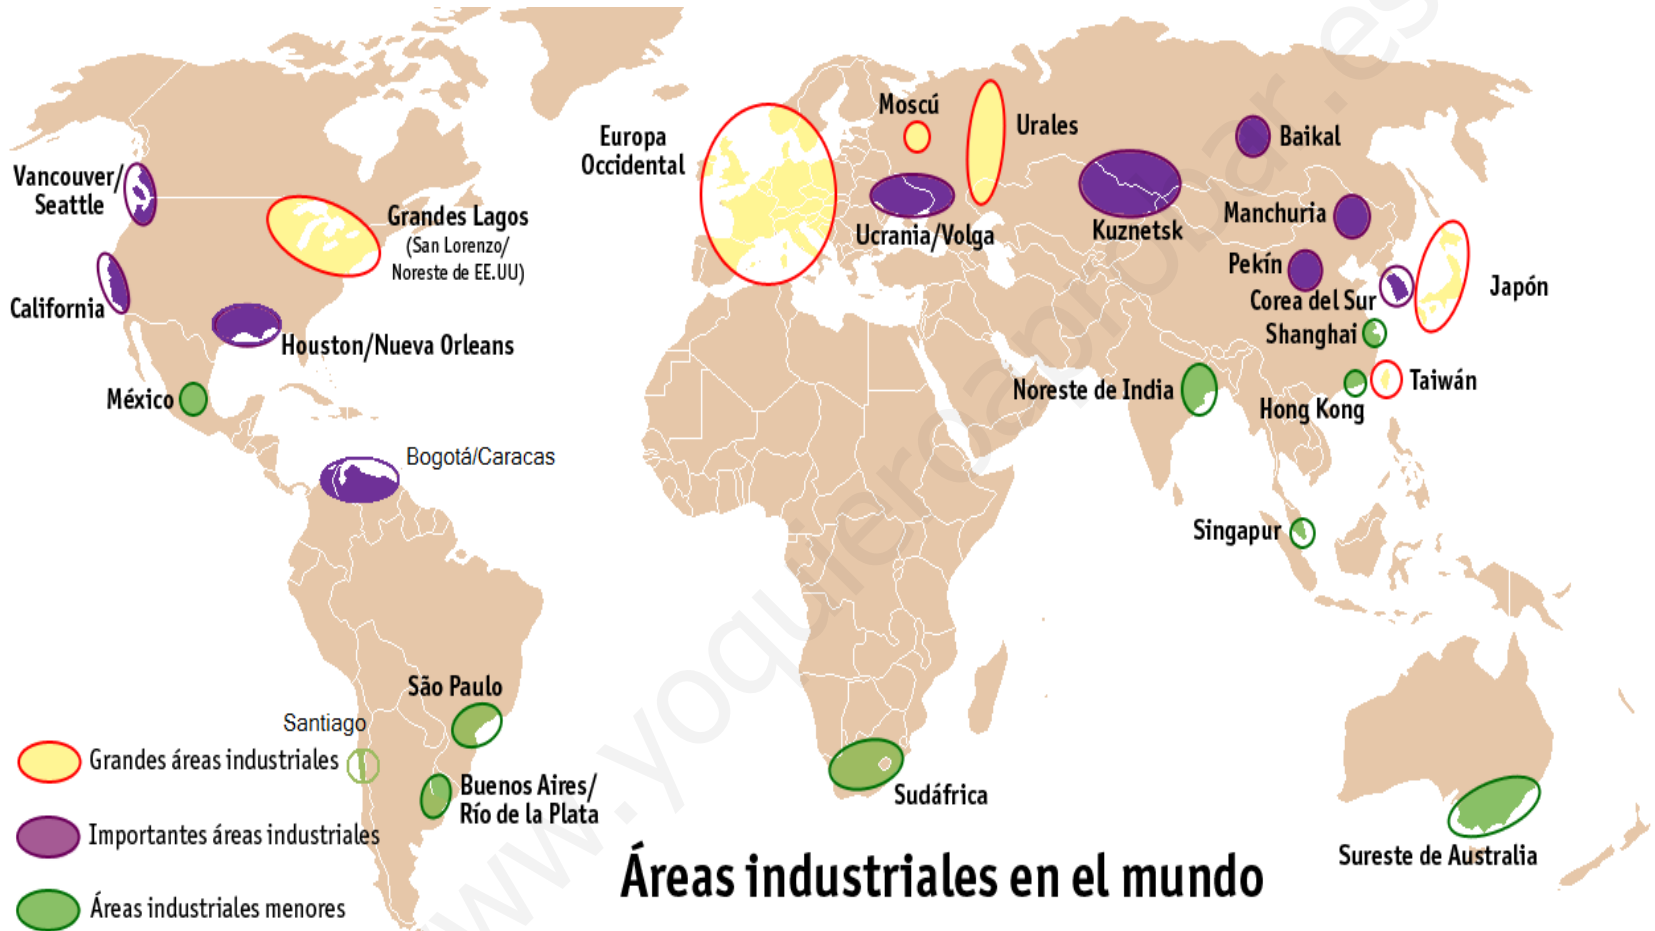 Moscú
Urales
Europa
Occidental
Baikal
Vancouver/
Seattle
Grandes Lagos
(San Lorenzo/
Noreste de EE.UU)
Ucrania/Volga
Kuznetsk
Manchuria
Pekín
Corea del Sur
Japón
California
Houston/Nueva Orleans
Shanghai
México
Noreste de India
Taiwán
Hong Kong
Bogotá/Caracas
Singapur
São Paulo
Santiago
Grandes áreas industriales
Buenos Aires/
Río de la Plata
Sudáfrica
Importantes áreas industriales
Áreas industriales menores
Sureste de Australia
Áreas industriales en el mundo
www.yoquieroaprobar.es